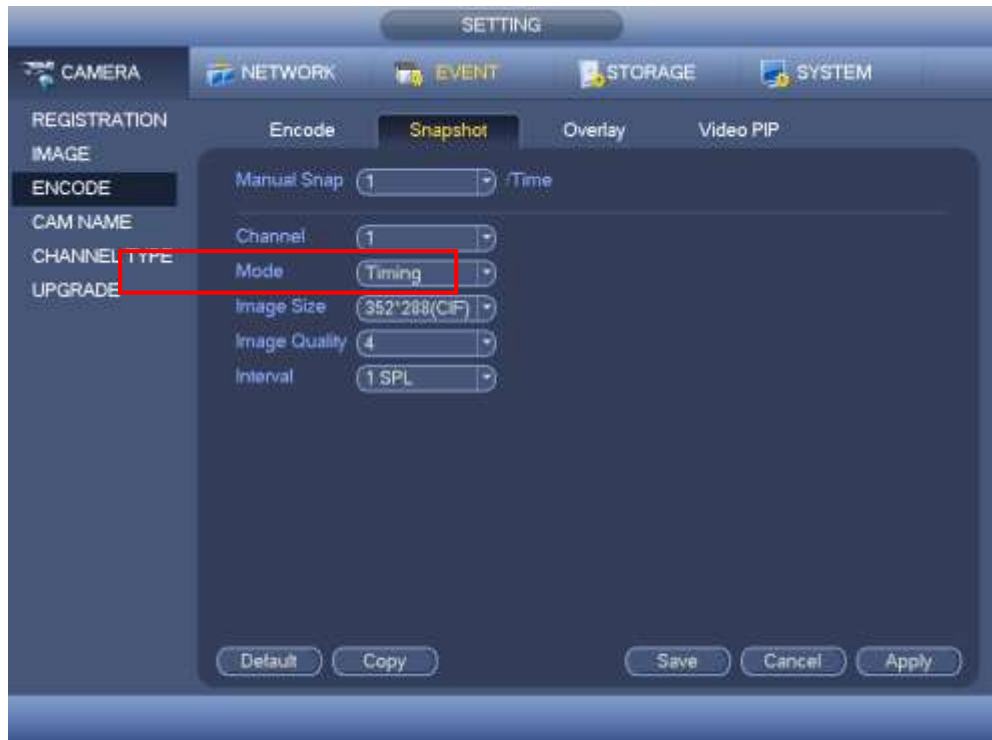 SETTING
CAMERA NETWORK EVENT STORAGE SYSTEM
REGISTRATION
IMAGE
ENCODE
CAM NAME
CHANNEL TYPE
UPGRADE
Encode Snapshot Overlay Video PIP
Manual Snap 1 /Time
Channel 1
Mode Timing
Image Size 352*288(CIF)
Image Quality 4
Interval 1 SPL
Default Copy Save Cancel Apply